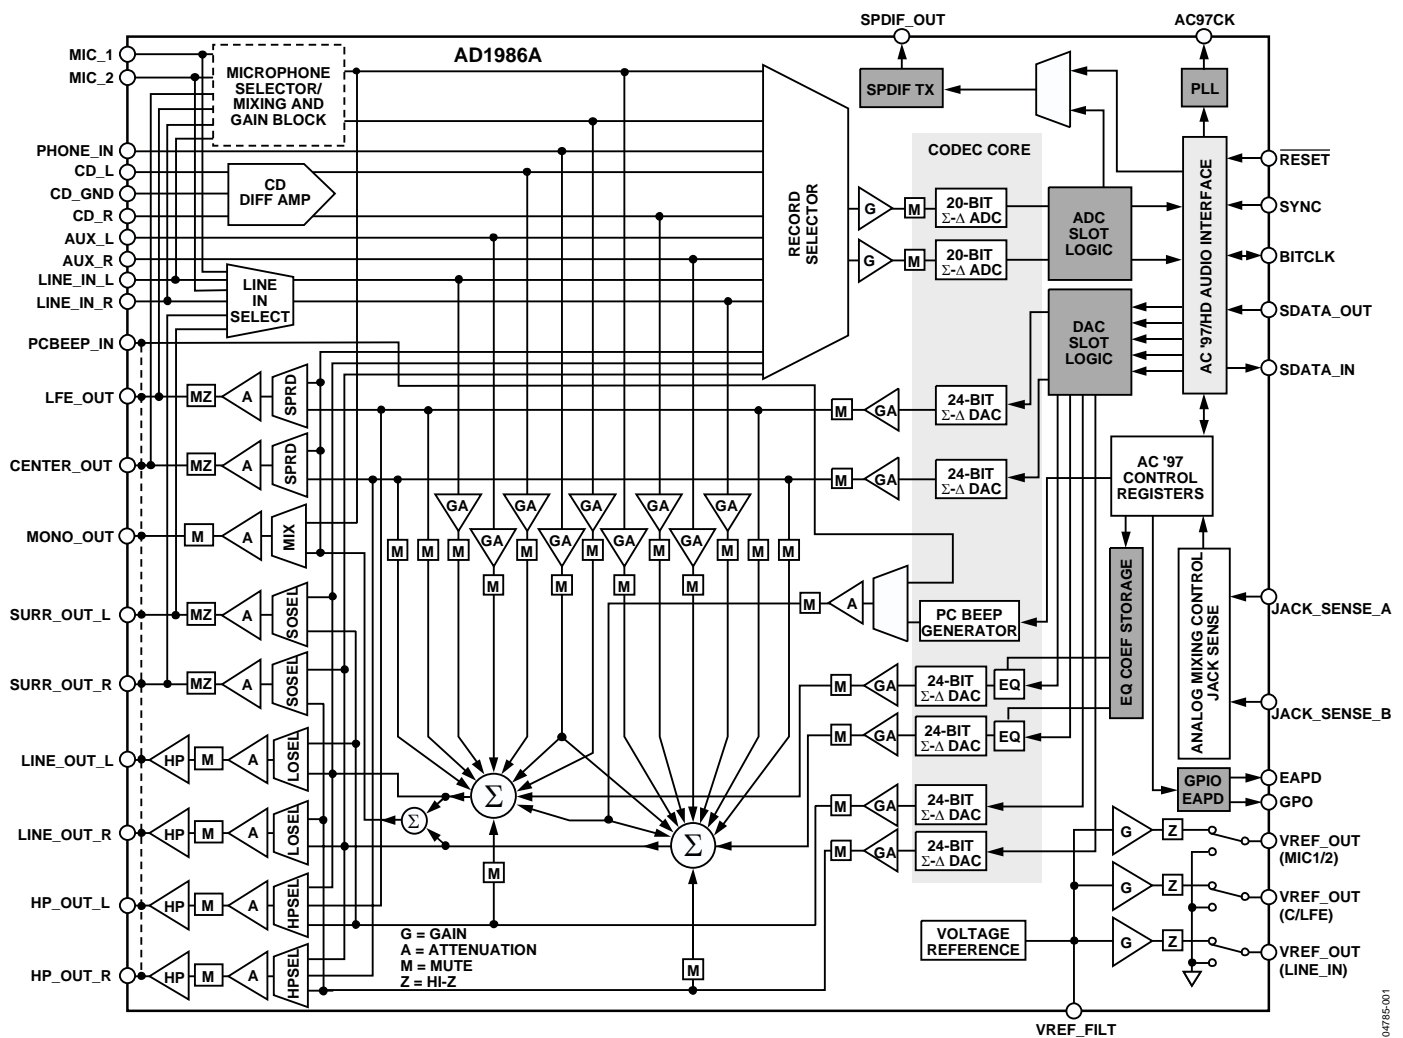 SPDIF_OUT
AC97CK
AD1986A
MIC_1
MIC_2
PHONE_IN
CD_L
CD_GND
CD_R
AUX_L
AUX_R
LINE_IN_L
LINE_IN_R
PCBEEP_IN
LFE_OUT
CENTER_OUT
MONO_OUT
SURR_OUT_L
SURR_OUT_R
LINE_OUT_L
LINE_OUT_R
HP_OUT_L
HP_OUT_R
MICROPHONE
SELECTOR/
MIXING AND
GAIN BLOCK
CD
DIFF AMP
LINE
IN
SELECT
MZ
A
SPRD
MZ
A
SPRD
M
A
MIX
MZ
A
SOSEL
MZ
A
SOSEL
HP
M
A
LOSEL
HP
M
A
LOSEL
HP
M
A
HPSEL
HP
M
A
HPSEL
GA
GA
GA
GA
GA
GA
GA
GA
GA
M
M
M
M
M
M
M
M
M
M
M
M
M
Σ
Σ
Σ
M
M
G = GAIN
A = ATTENUATION
M = MUTE
Z = HI-Z
RECORD
SELECTOR
SPDIF TX
PLL
CODEC CORE
G
M
20-BIT
Σ-Δ ADC
G
M
20-BIT
Σ-Δ ADC
ADC
SLOT
LOGIC
DAC
SLOT
LOGIC
AC '97/HD AUDIO INTERFACE
M
GA
24-BIT
Σ-Δ DAC
M
GA
24-BIT
Σ-Δ DAC
AC '97
CONTROL
REGISTERS
M
A
PC BEEP
GENERATOR
M
GA
24-BIT
Σ-Δ DAC
EQ
M
GA
24-BIT
Σ-Δ DAC
EQ
M
GA
24-BIT
Σ-Δ DAC
M
GA
24-BIT
Σ-Δ DAC
EQ COEF STORAGE
ANALOG MIXING CONTROL
JACK SENSE
GPIO
EAPD
VOLTAGE
REFERENCE
G
Z
G
Z
G
Z
RESET
SYNC
BITCLK
SDATA_OUT
SDATA_IN
JACK_SENSE_A
JACK_SENSE_B
EAPD
GPO
VREF_OUT
(MIC1/2)
VREF_OUT
(C/LFE)
VREF_OUT
(LINE_IN)
VREF_FILT
04785-001